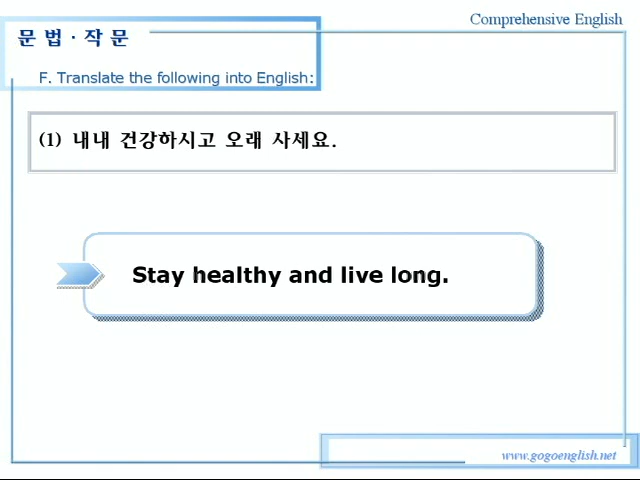 Comprehensive English
문 법 · 작 문
F. Translate the following into English:
(1) 내내 건강하시고 오래 사세요.
Stay healthy and live long.
www.gogoenglish.net